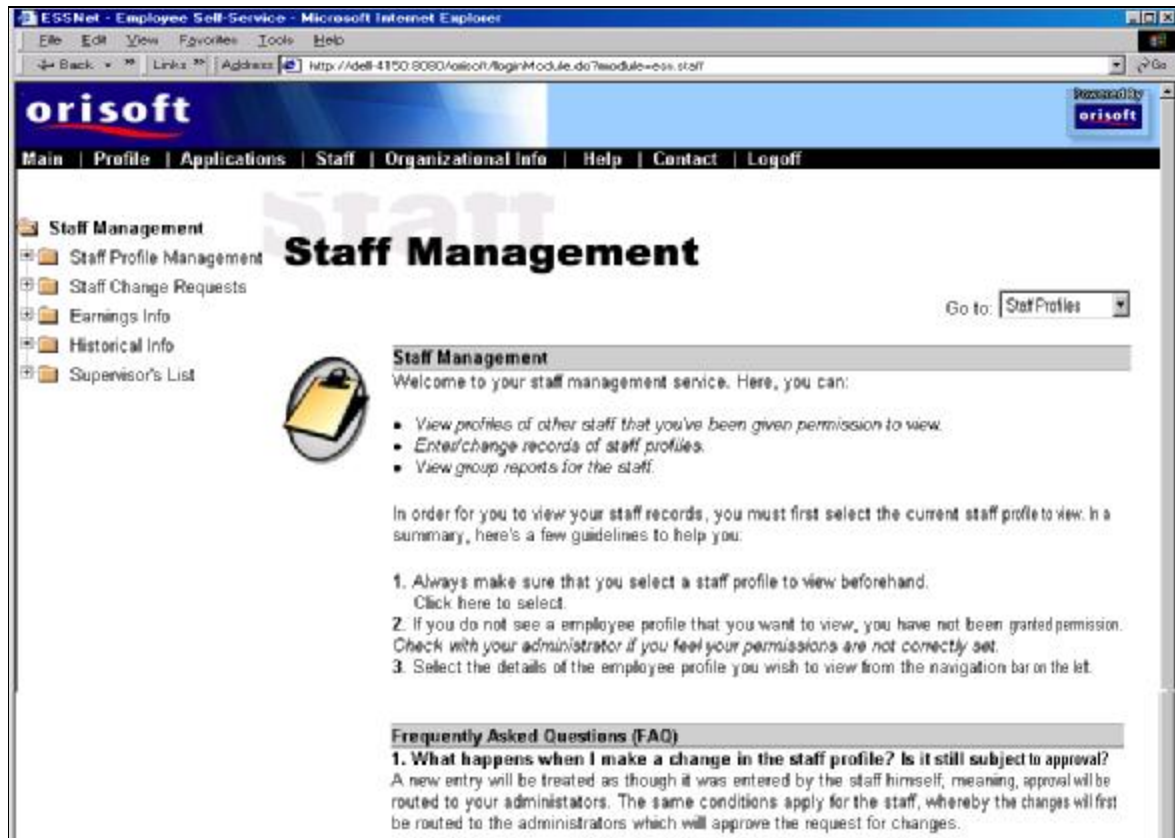 ESSNet - Employee Self-Service - Microsoft Internet Explorer
File Edit View Favorites Tools Help
Back Links Address http://dell-4150:8080/orisoft/loginModule.do?module=ess.staff Go
orisoft
Powered By
orisoft
Main | Profile | Applications | Staff | Organizational Info | Help | Contact | Logoff
Staff
Staff Management
Staff Management
Staff Profile Management
Staff Change Requests
Earnings Info
Historical Info
Supervisor's List
Go to: Staff Profiles
Staff Management
Welcome to your staff management service. Here, you can:
• View profiles of other staff that you've been given permission to view.
• Enter/change records of staff profiles.
• View group reports for the staff.
In order for you to view your staff records, you must first select the current staff profile to view. In a
summary, here's a few guidelines to help you:
1. Always make sure that you select a staff profile to view beforehand.
Click here to select.
2. If you do not see a employee profile that you want to view, you have not been granted permission.
Check with your administrator if you feel your permissions are not correctly set.
3. Select the details of the employee profile you wish to view from the navigation bar on the left.
Frequently Asked Questions (FAQ)
1. What happens when I make a change in the staff profile? Is it still subject to approval?
A new entry will be treated as though it was entered by the staff himself, meaning, approval will be
routed to your administators. The same conditions apply for the staff, whereby the changes will first
be routed to the administrators which will approve the request for changes.